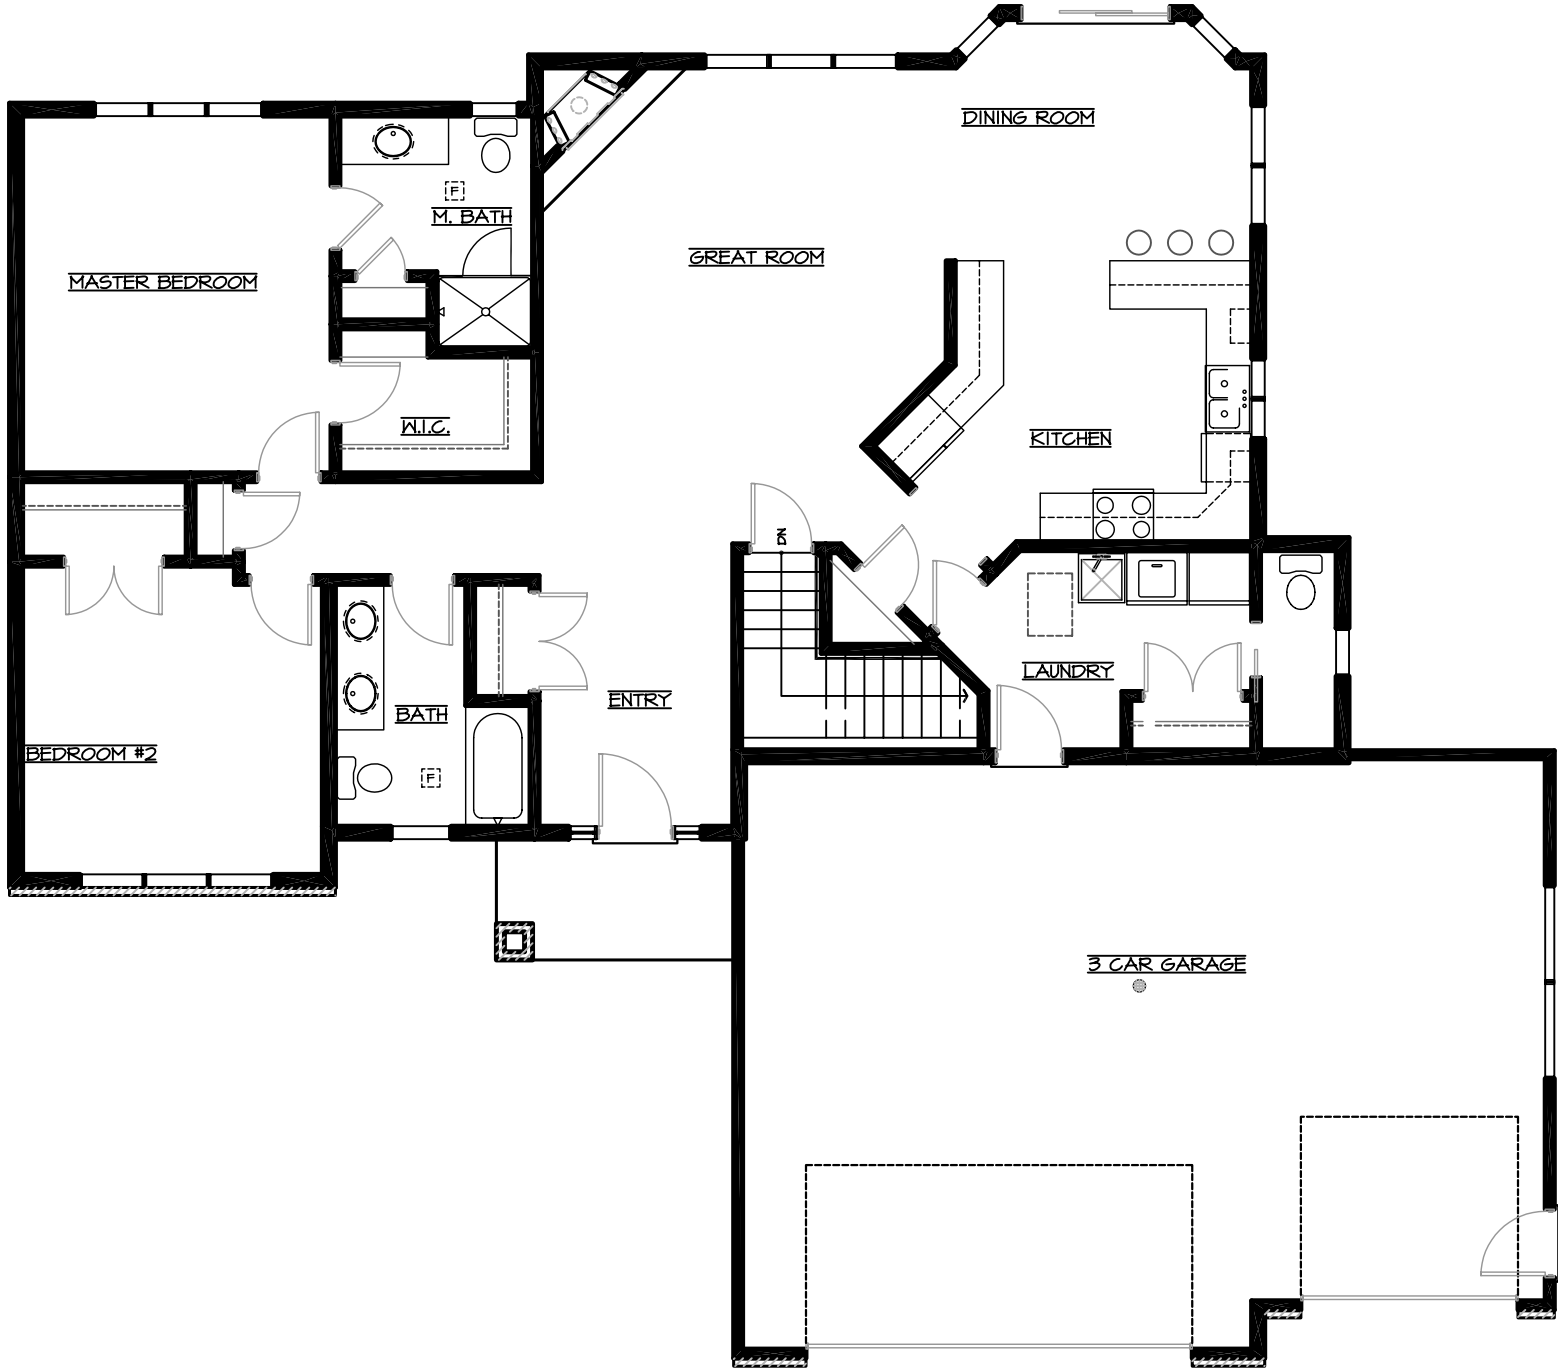 DINING ROOM
F
M. BATH
GREAT ROOM
MASTER BEDROOM
W.I.C.
KITCHEN
DN
LAUNDRY
ENTRY
BATH
BEDROOM #2
F
3 CAR GARAGE